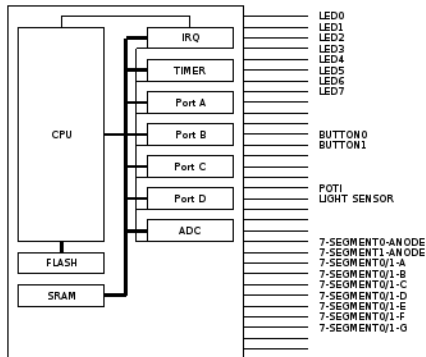 CPU
FLASH
SRAM
IRQ
TIMER
Port A
Port B
Port C
Port D
ADC
LED0
LED1
LED2
LED3
LED4
LED5
LED6
LED7
BUTTON0
BUTTON1
POTI
LIGHT SENSOR
7-SEGMENT0-ANODE
7-SEGMENT1-ANODE
7-SEGMENT0/1-A
7-SEGMENT0/1-B
7-SEGMENT0/1-C
7-SEGMENT0/1-D
7-SEGMENT0/1-E
7-SEGMENT0/1-F
7-SEGMENT0/1-G